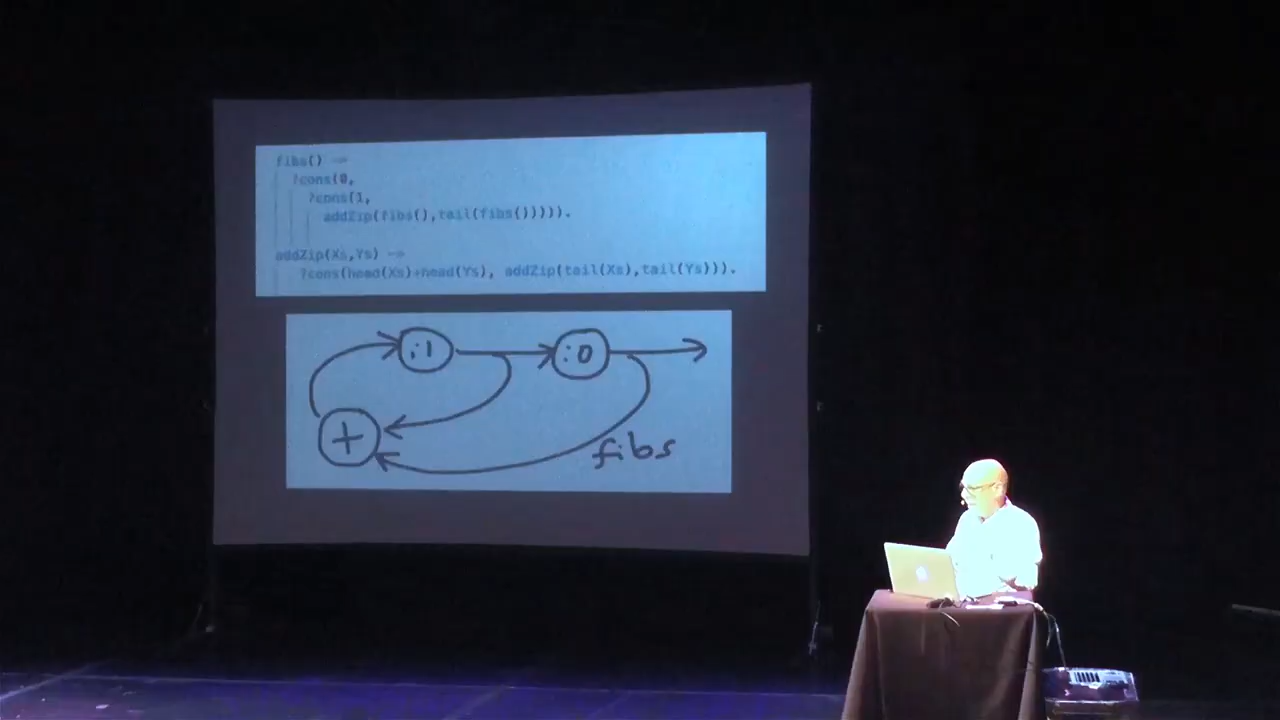 fibs() ->
?cons(0,
?cons(1,
addZip(fibs(),tail(fibs())))).
addZip(Xs,Ys) ->
?cons(head(Xs)+head(Ys), addZip(tail(Xs),tail(Ys))).
:1
:0
+
fibs